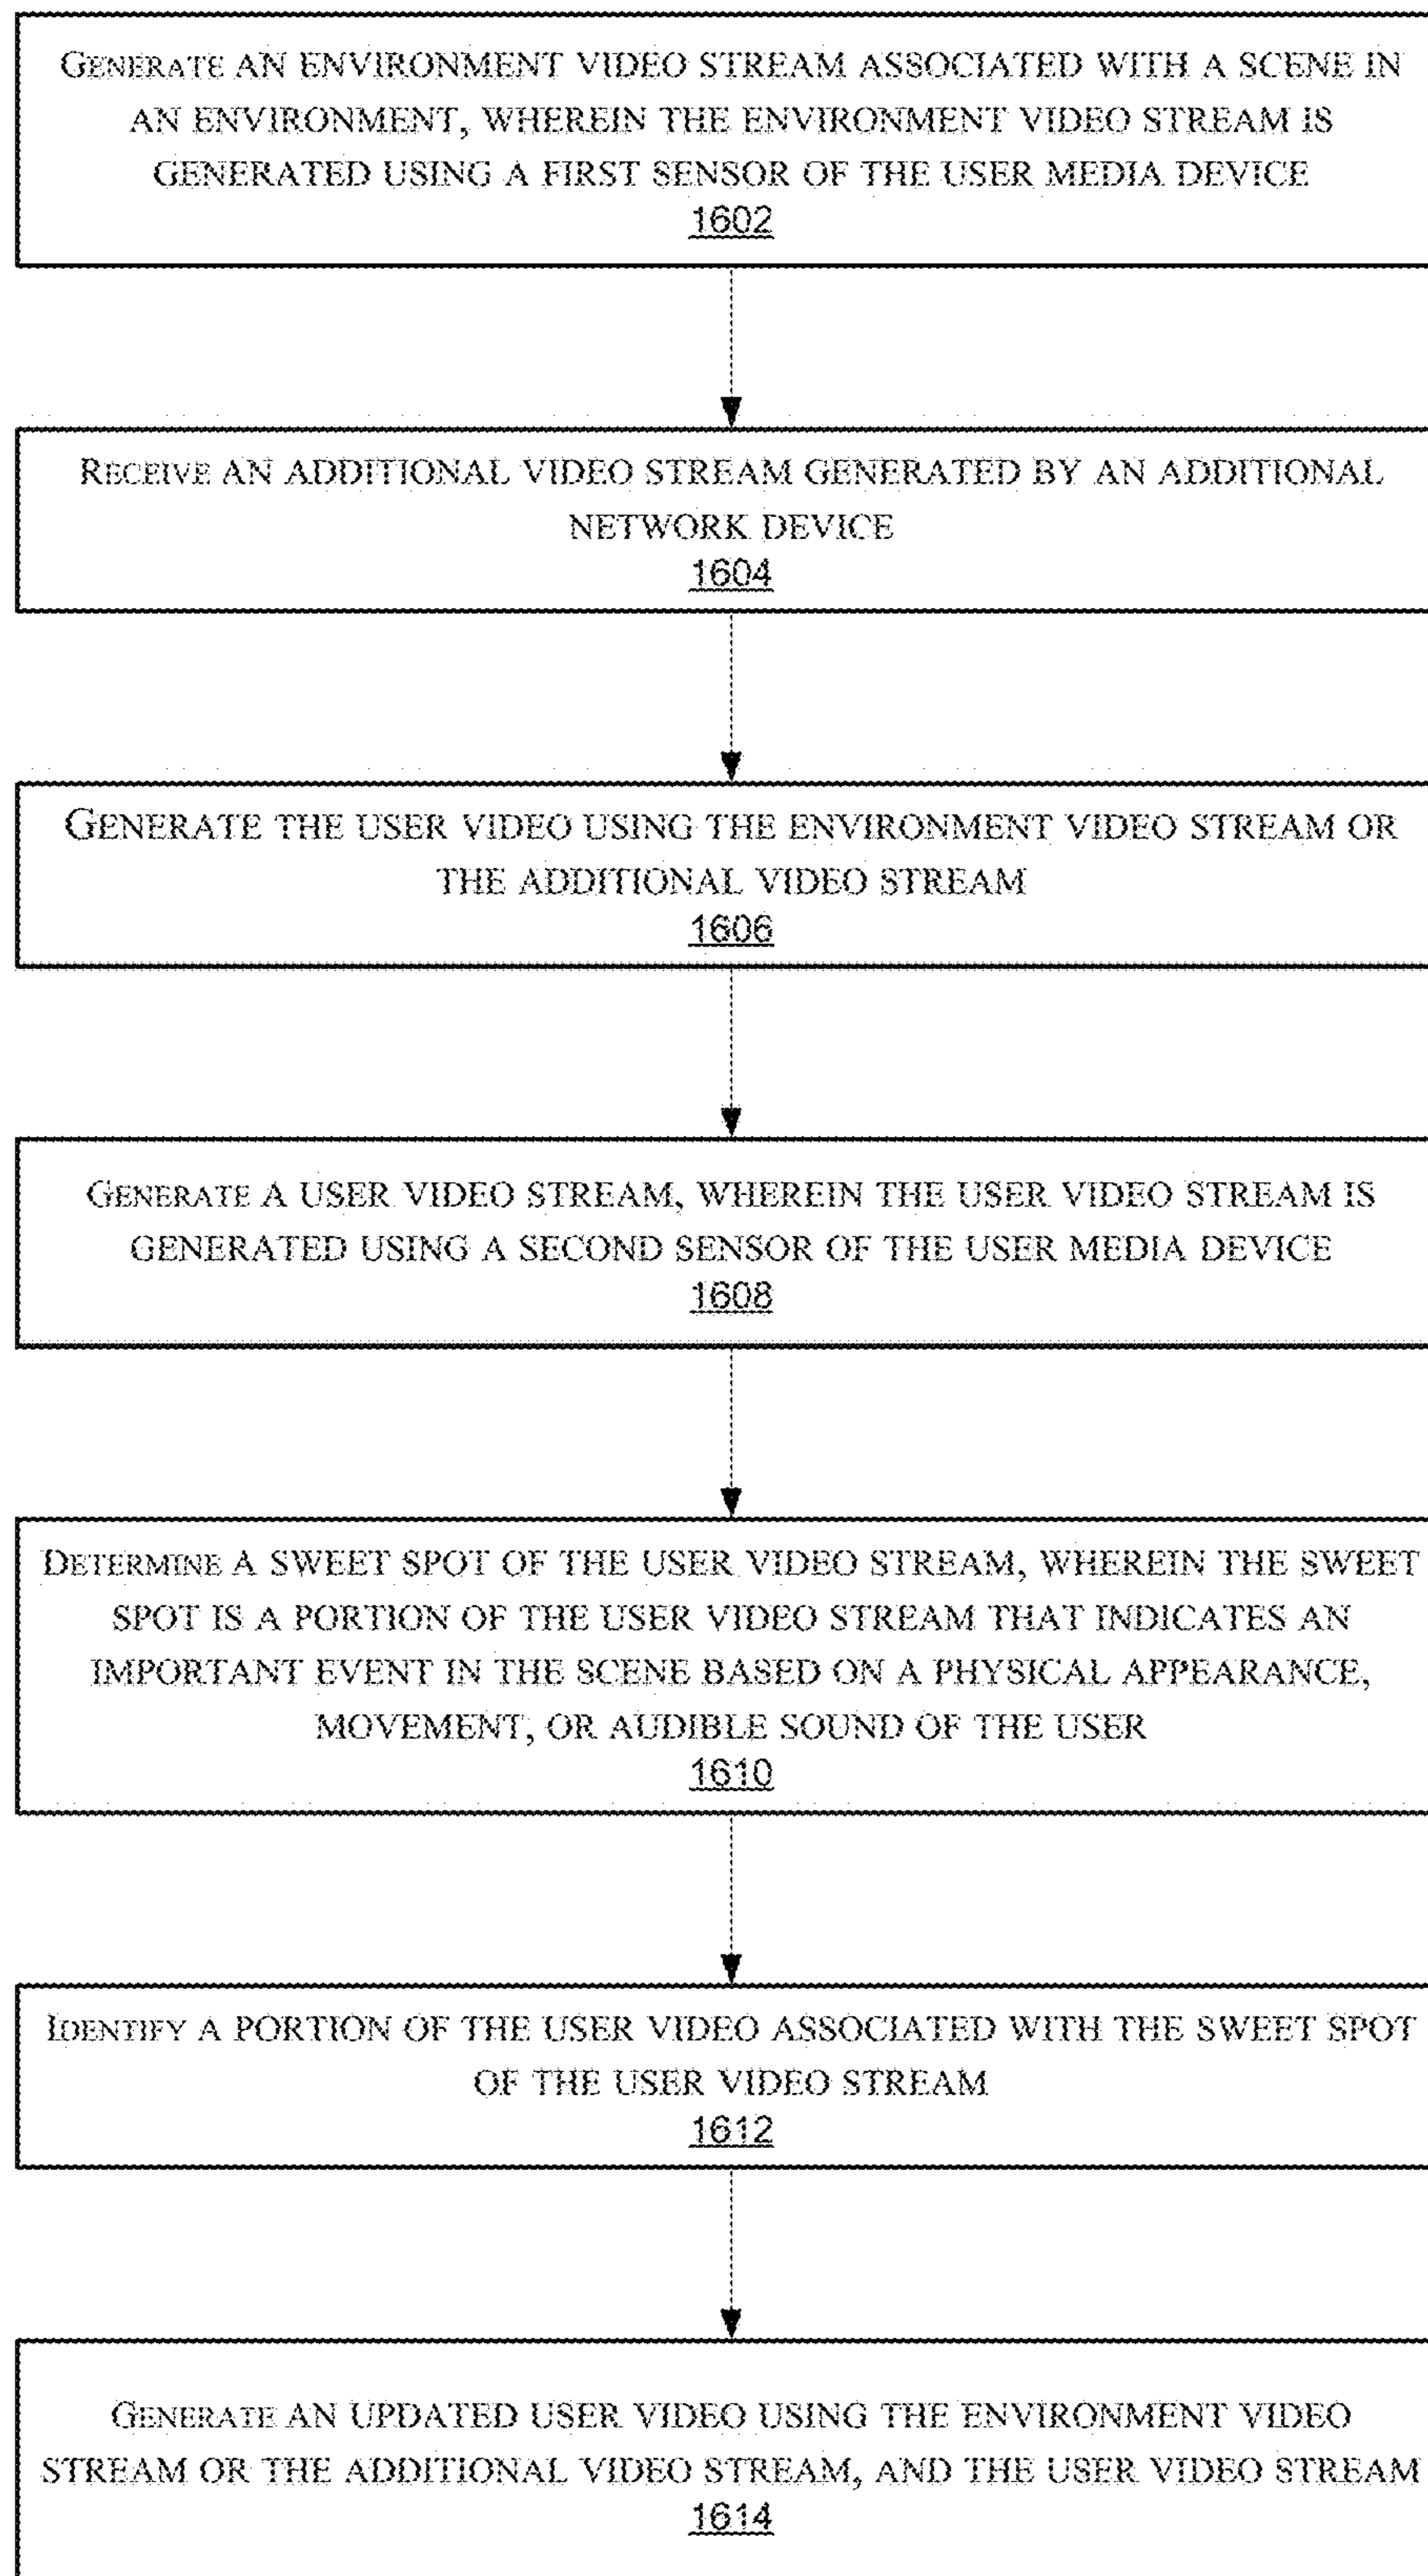 GENERATE AN ENVIRONMENT VIDEO STREAM ASSOCIATED WITH A SCENE IN
AN ENVIRONMENT, WHEREIN THE ENVIRONMENT VIDEO STREAM IS
GENERATED USING A FIRST SENSOR OF THE USER MEDIA DEVICE
1602
RECEIVE AN ADDITIONAL VIDEO STREAM GENERATED BY AN ADDITIONAL
NETWORK DEVICE
1604
GENERATE THE USER VIDEO USING THE ENVIRONMENT VIDEO STREAM OR
THE ADDITIONAL VIDEO STREAM
1606
GENERATE A USER VIDEO STREAM, WHEREIN THE USER VIDEO STREAM IS
GENERATED USING A SECOND SENSOR OF THE USER MEDIA DEVICE
1608
DETERMINE A SWEET SPOT OF THE USER VIDEO STREAM, WHEREIN THE SWEET
SPOT IS A PORTION OF THE USER VIDEO STREAM THAT INDICATES AN
IMPORTANT EVENT IN THE SCENE BASED ON A PHYSICAL APPEARANCE,
MOVEMENT, OR AUDIBLE SOUND OF THE USER
1610
IDENTIFY A PORTION OF THE USER VIDEO ASSOCIATED WITH THE SWEET SPOT
OF THE USER VIDEO STREAM
1612
GENERATE AN UPDATED USER VIDEO USING THE ENVIRONMENT VIDEO
STREAM OR THE ADDITIONAL VIDEO STREAM, AND THE USER VIDEO STREAM
1614